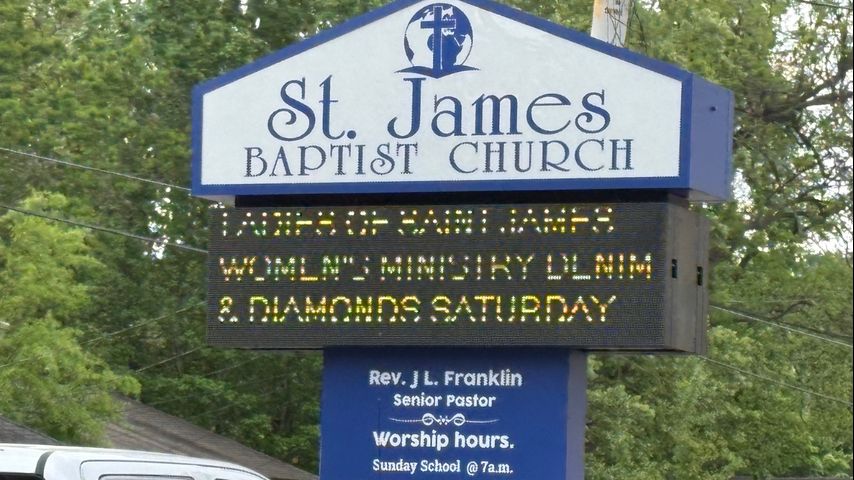 St. James
BAPTIST CHURCH
LADIES OF SAINT JAMES
WOMEN'S MINISTRY DENIM
& DIAMONDS SATURDAY
Rev. J L. Franklin
Senior Pastor
Worship hours.
Sunday School @ 7a.m.